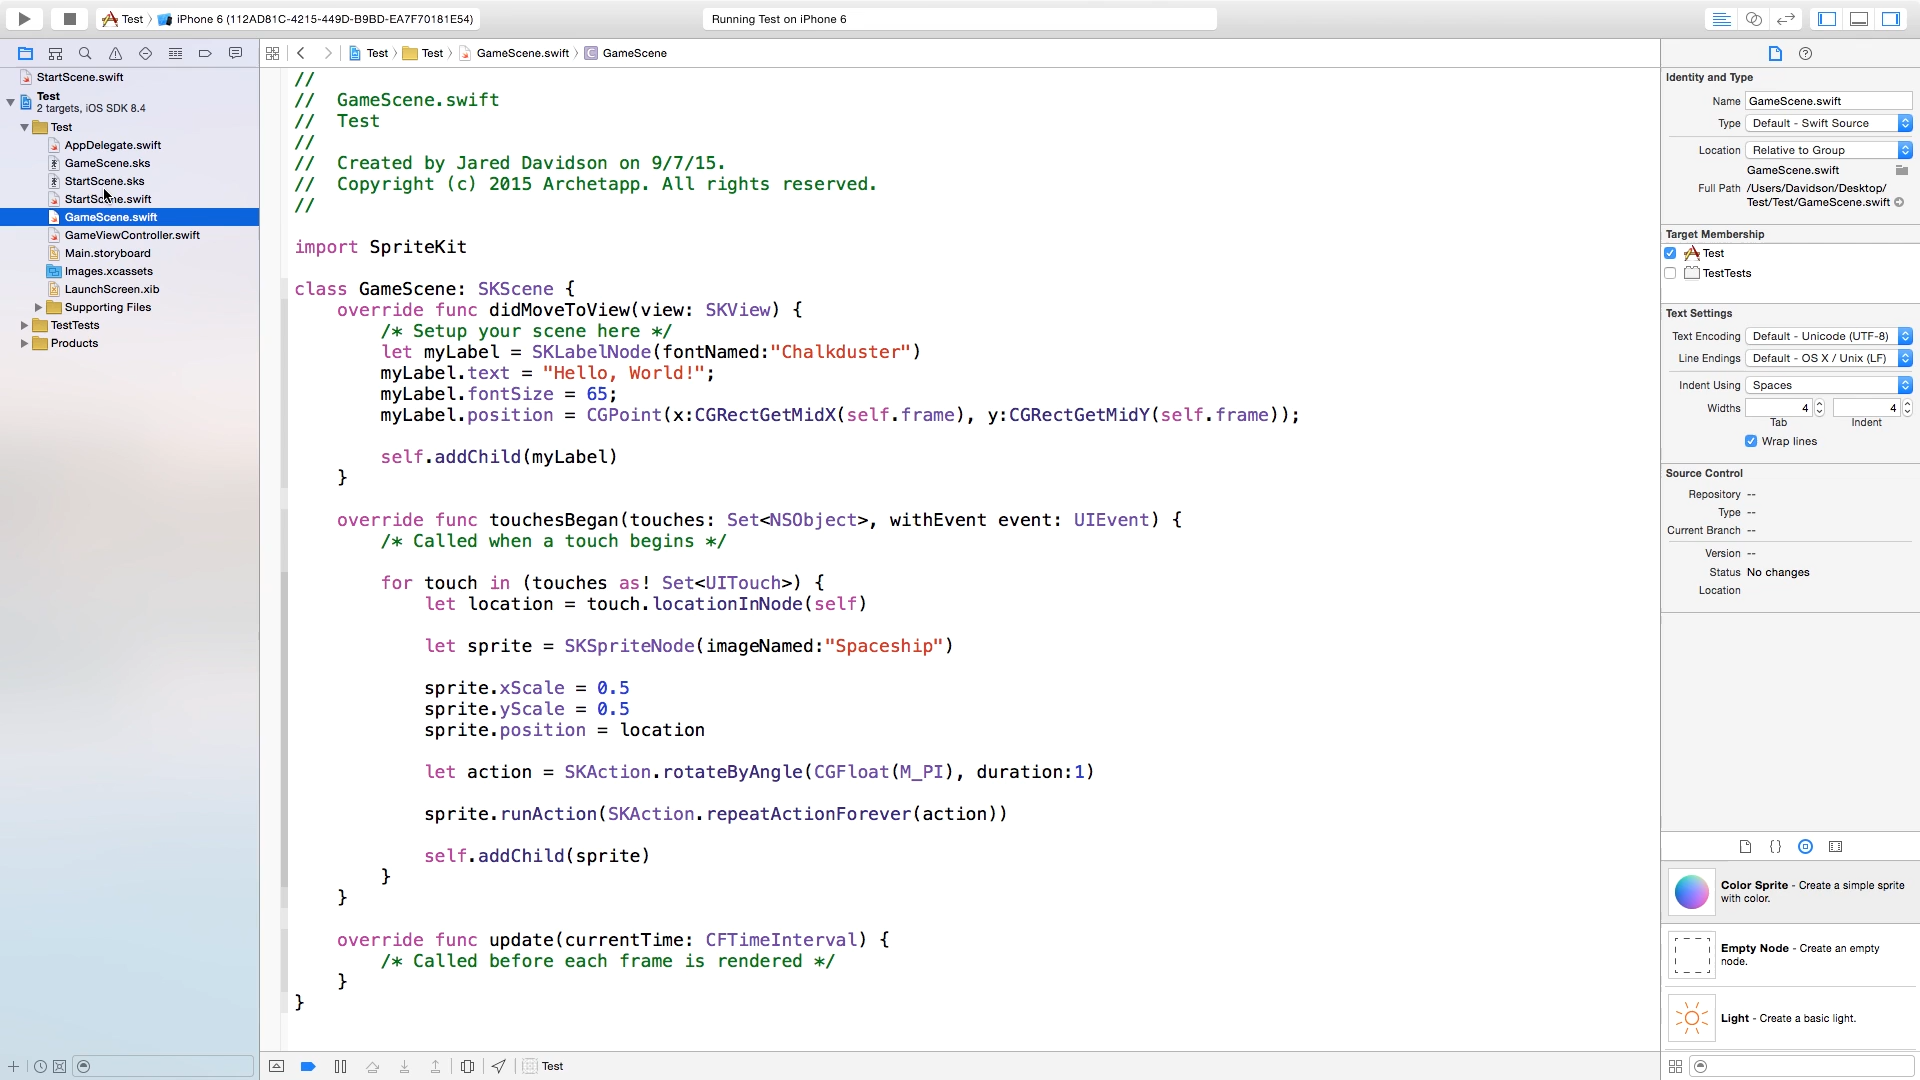 Test
iPhone 6 (112AD81C-4215-449D-B9BD-EA7F70181E54)
Running Test on iPhone 6
Test
Test
GameScene.swift
GameScene
StartScene.swift
Test
2 targets, iOS SDK 8.4
Test
AppDelegate.swift
GameScene.sks
StartScene.sks
StartScene.swift
GameScene.swift
GameViewController.swift
Main.storyboard
Images.xcassets
LaunchScreen.xib
Supporting Files
TestTests
Products
//
//  GameScene.swift
//  Test
//
//  Created by Jared Davidson on 9/7/15.
//  Copyright (c) 2015 Archetapp. All rights reserved.
//
import SpriteKit
class GameScene: SKScene {
    override func didMoveToView(view: SKView) {
        /* Setup your scene here */
        let myLabel = SKLabelNode(fontNamed:"Chalkduster")
        myLabel.text = "Hello, World!";
        myLabel.fontSize = 65;
        myLabel.position = CGPoint(x:CGRectGetMidX(self.frame), y:CGRectGetMidY(self.frame));
        self.addChild(myLabel)
    }
    override func touchesBegan(touches: Set<NSObject>, withEvent event: UIEvent) {
        /* Called when a touch begins */
        for touch in (touches as! Set<UITouch>) {
            let location = touch.locationInNode(self)
            let sprite = SKSpriteNode(imageNamed:"Spaceship")
            sprite.xScale = 0.5
            sprite.yScale = 0.5
            sprite.position = location
            let action = SKAction.rotateByAngle(CGFloat(M_PI), duration:1)
            sprite.runAction(SKAction.repeatActionForever(action))
            self.addChild(sprite)
        }
    }
    override func update(currentTime: CFTimeInterval) {
        /* Called before each frame is rendered */
    }
}
Test
Identity and Type
Name GameScene.swift
Type Default - Swift Source
Location Relative to Group
GameScene.swift
Full Path /Users/Davidson/Desktop/
Test/Test/GameScene.swift
Target Membership
Test
TestTests
Text Settings
Text Encoding Default - Unicode (UTF-8)
Line Endings Default - OS X / Unix (LF)
Indent Using Spaces
Widths 4 4
Tab Indent
Wrap lines
Source Control
Repository --
Type --
Current Branch --
Version --
Status No changes
Location
{}
Color Sprite - Create a simple sprite
with color.
Empty Node - Create an empty
node.
Light - Create a basic light.